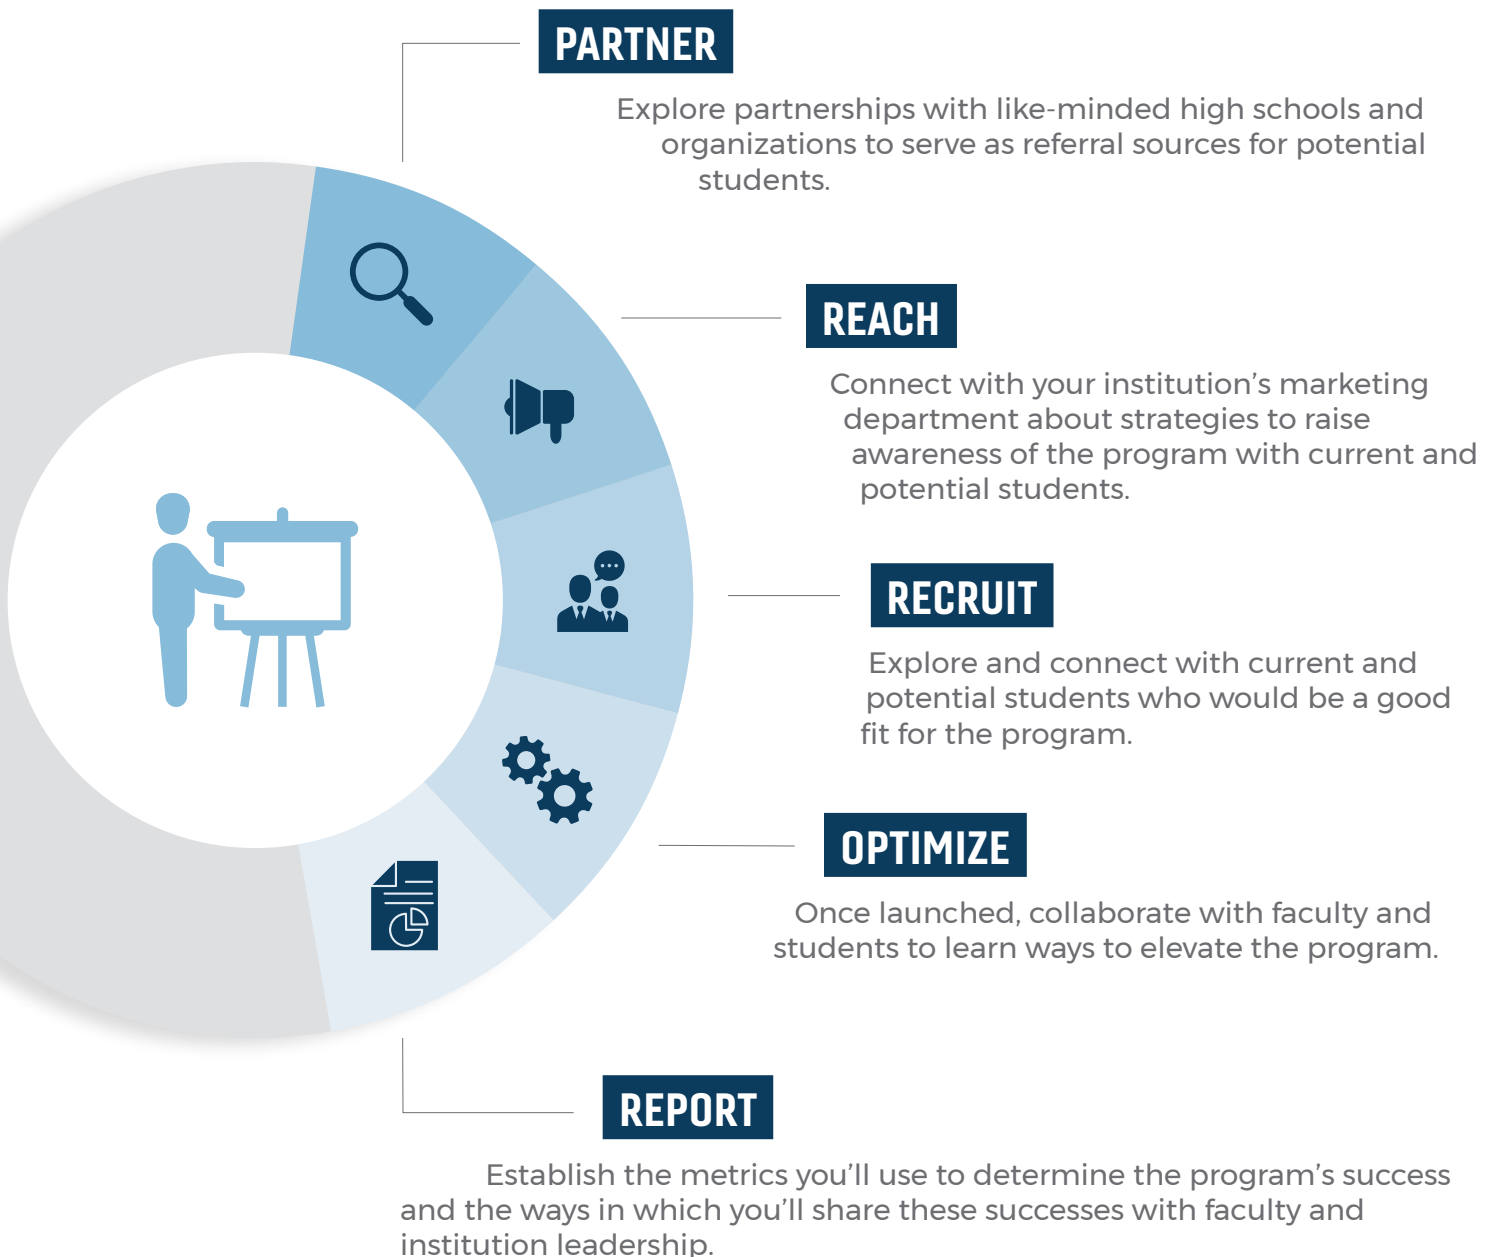 PARTNER
Explore partnerships with like-minded high schools and
organizations to serve as referral sources for potential
students.
REACH
Connect with your institution’s marketing
department about strategies to raise
awareness of the program with current and
potential students.
RECRUIT
Explore and connect with current and
potential students who would be a good
fit for the program.
OPTIMIZE
Once launched, collaborate with faculty and
students to learn ways to elevate the program.
REPORT
Establish the metrics you’ll use to determine the program’s success
and the ways in which you’ll share these successes with faculty and
institution leadership.